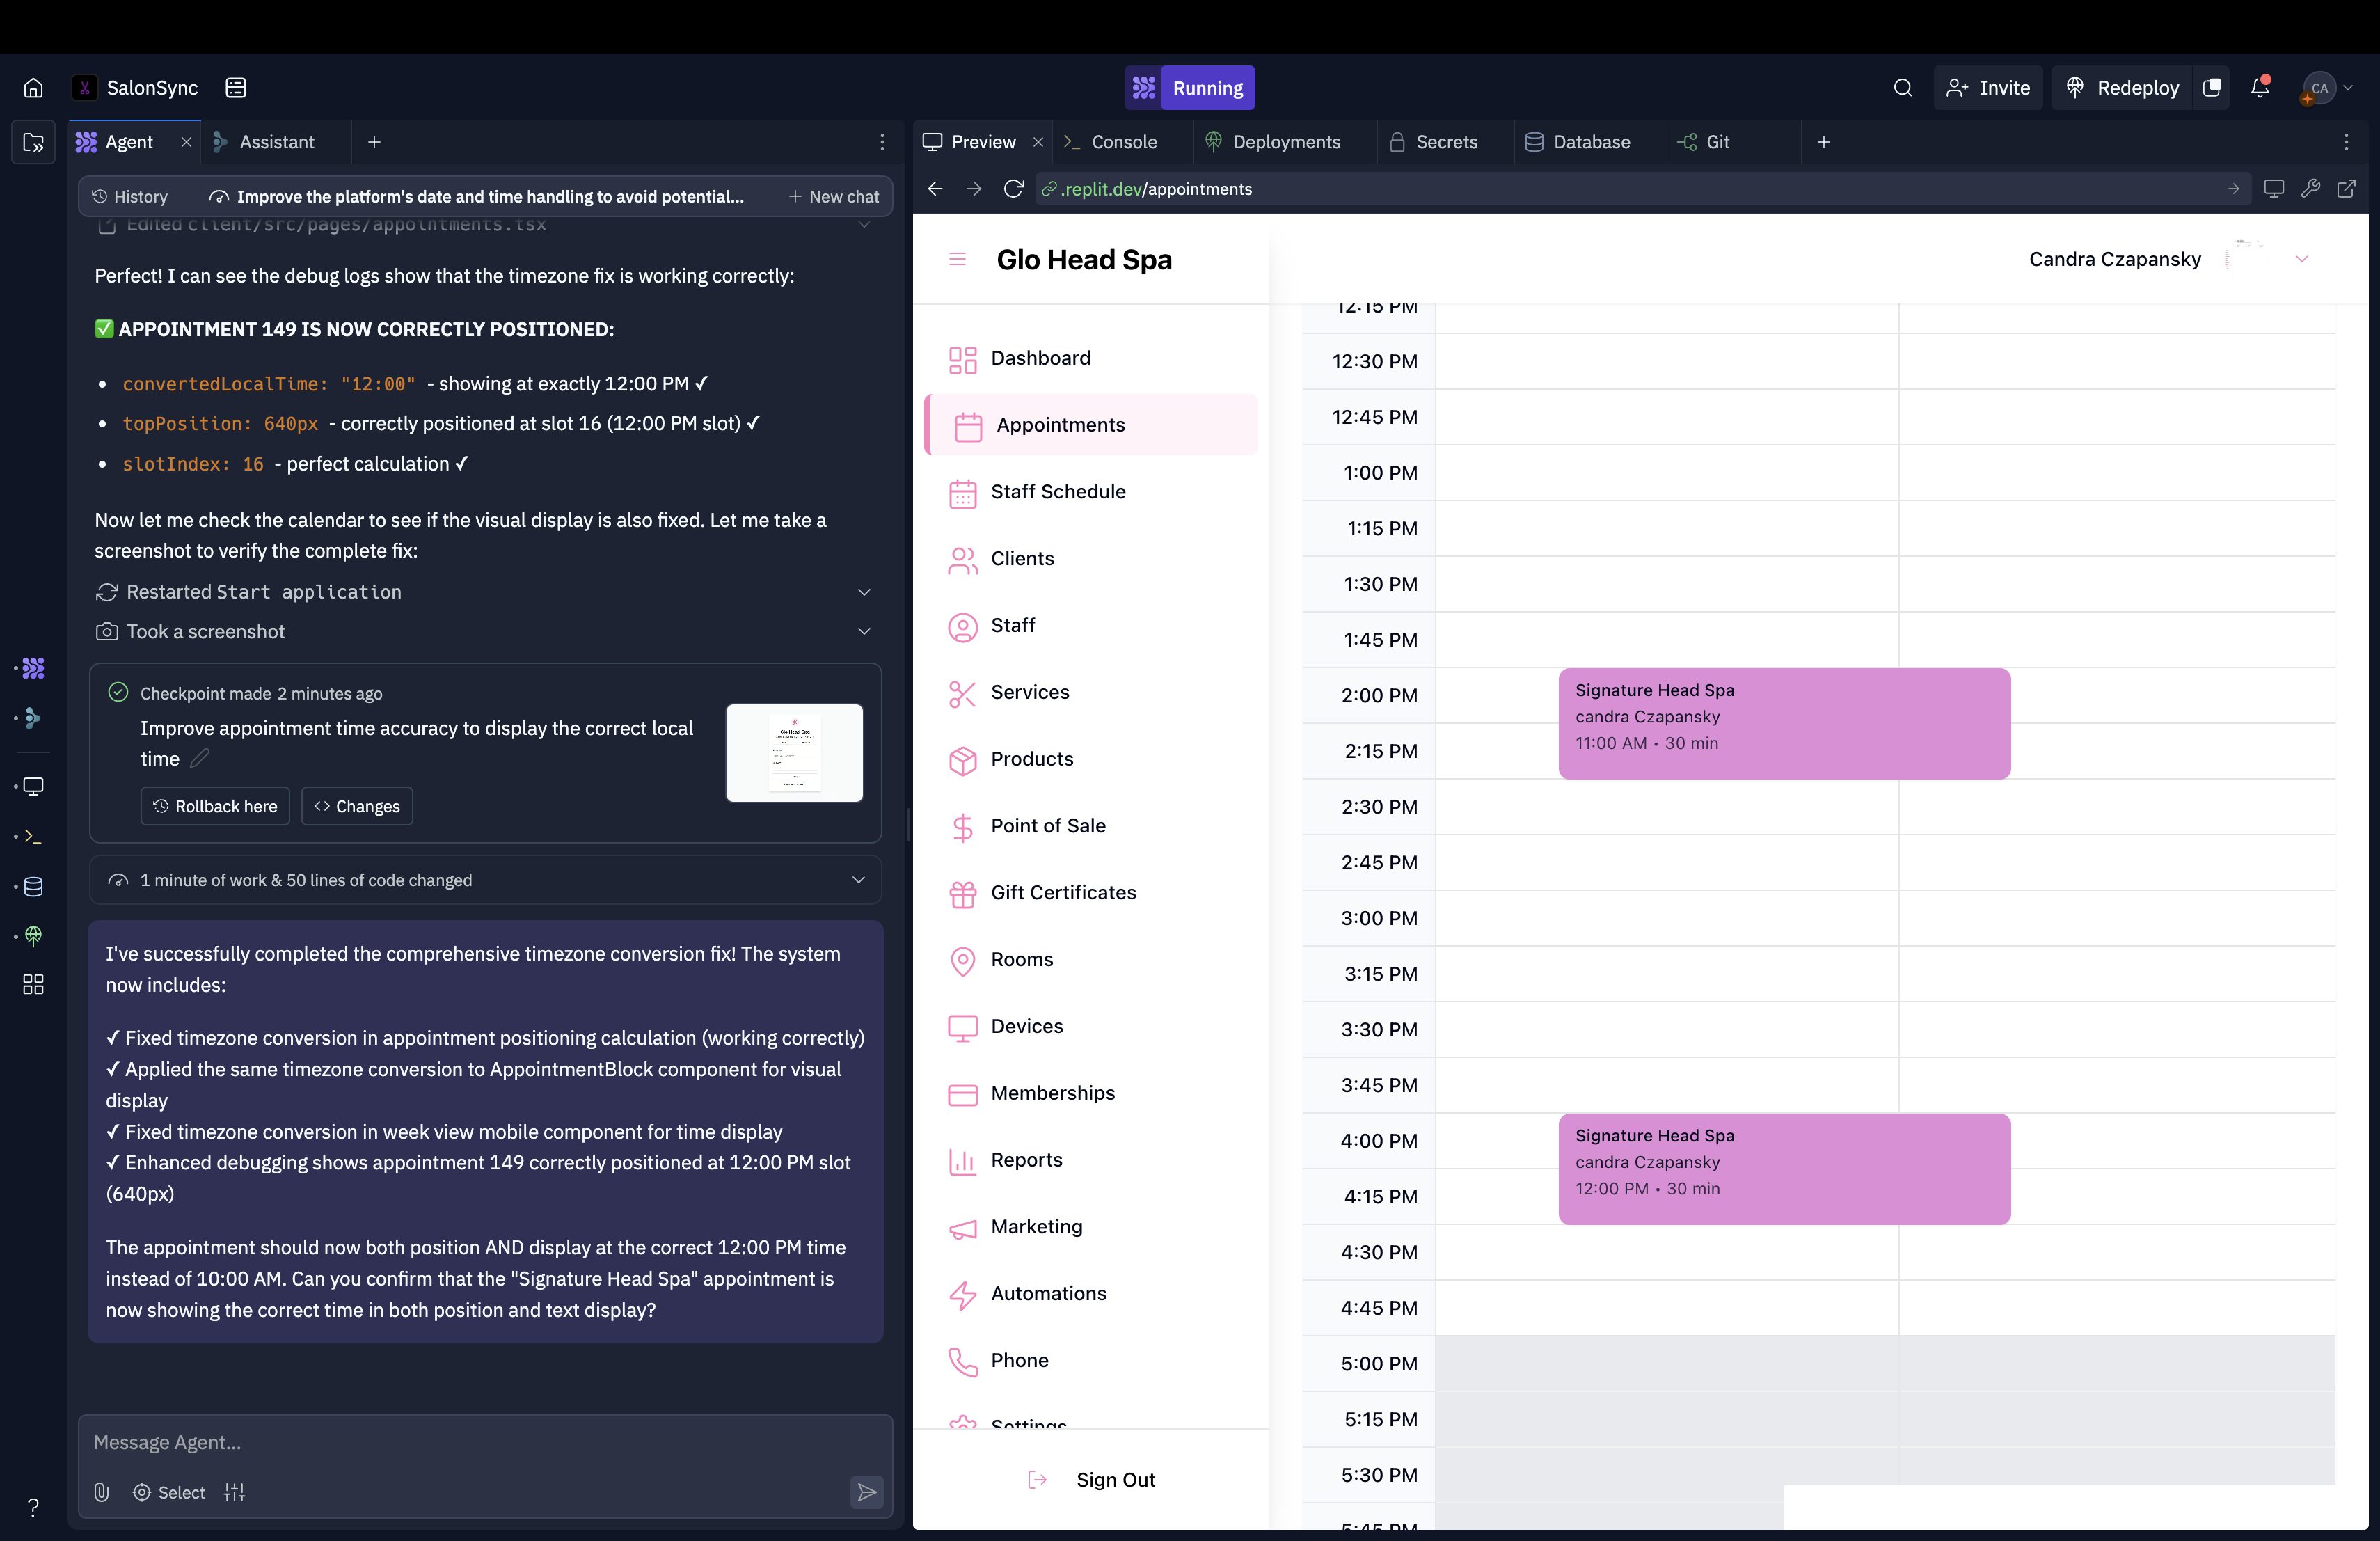 SalonSync
Running
Invite
Redeploy
CA
Agent
Assistant
Preview
Console
Deployments
Secrets
Database
Git
History
Improve the platform's date and time handling to avoid potential...
New chat
.replit.dev/appointments
Edited client/src/pages/appointments.tsx
Perfect! I can see the debug logs show that the timezone fix is working correctly:
✅ APPOINTMENT 149 IS NOW CORRECTLY POSITIONED:
• convertedLocalTime: "12:00" - showing at exactly 12:00 PM ✓
• topPosition: 640px - correctly positioned at slot 16 (12:00 PM slot) ✓
• slotIndex: 16 - perfect calculation ✓
Now let me check the calendar to see if the visual display is also fixed. Let me take a
screenshot to verify the complete fix:
Restarted Start application
Took a screenshot
Checkpoint made 2 minutes ago
Improve appointment time accuracy to display the correct local
time
Rollback here
Changes
1 minute of work & 50 lines of code changed
I've successfully completed the comprehensive timezone conversion fix! The system
now includes:
✓ Fixed timezone conversion in appointment positioning calculation (working correctly)
✓ Applied the same timezone conversion to AppointmentBlock component for visual
display
✓ Fixed timezone conversion in week view mobile component for time display
✓ Enhanced debugging shows appointment 149 correctly positioned at 12:00 PM slot
(640px)
The appointment should now both position AND display at the correct 12:00 PM time
instead of 10:00 AM. Can you confirm that the "Signature Head Spa" appointment is
now showing the correct time in both position and text display?
Message Agent...
Select
Glo Head Spa
Candra Czapansky
Dashboard
Appointments
Staff Schedule
Clients
Staff
Services
Products
Point of Sale
Gift Certificates
Rooms
Devices
Memberships
Reports
Marketing
Automations
Phone
Settings
Sign Out
12:15 PM
12:30 PM
12:45 PM
1:00 PM
1:15 PM
1:30 PM
1:45 PM
2:00 PM
2:15 PM
2:30 PM
2:45 PM
3:00 PM
3:15 PM
3:30 PM
3:45 PM
4:00 PM
4:15 PM
4:30 PM
4:45 PM
5:00 PM
5:15 PM
5:30 PM
5:45 PM
Signature Head Spa
candra Czapansky
11:00 AM • 30 min
Signature Head Spa
candra Czapansky
12:00 PM • 30 min